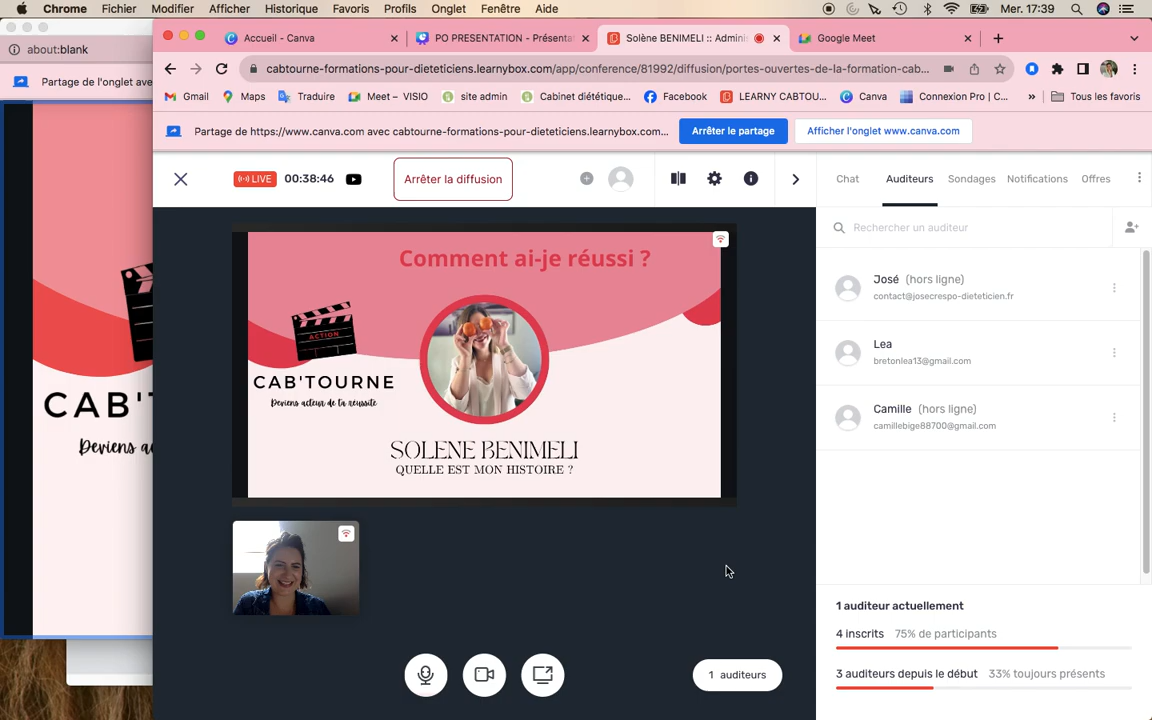 Chrome Fichier Modifier Afficher Historique Favoris Profils Onglet Fenêtre Aide Mer. 17:39
about:blank
Accueil - Canva
PO PRESENTATION - Présenta
Solène BENIMELI :: Admini
Google Meet
cabtourne-formations-pour-dieteticiens.learnybox.com/app/conference/81992/diffusion/portes-ouvertes-de-la-formation-cab...
Gmail Maps Traduire Meet – VISIO site admin Cabinet diététique... Facebook LEARNY CABTOU... Canva Connexion Pro | C... » Tous les favoris
Partage de l'onglet ave
Partage de https://www.canva.com avec cabtourne-formations-pour-dieteticiens.learnybox.com...
Arrêter le partage
Afficher l'onglet www.canva.com
LIVE 00:38:46
Arrêter la diffusion
Chat Auditeurs Sondages Notifications Offres
Rechercher un auditeur
Comment ai-je réussi ?
ACTION
CAB'TOURNE
Deviens acteur de ta réussite
SOLENE BENIMELI
QUELLE EST MON HISTOIRE ?
CAB'T
Deviens a
José (hors ligne)
contact@josecrespo-dieteticien.fr
Lea
bretonlea13@gmail.com
Camille (hors ligne)
camillebige88700@gmail.com
1 auditeurs
1 auditeur actuellement
4 inscrits 75% de participants
3 auditeurs depuis le début 33% toujours présents